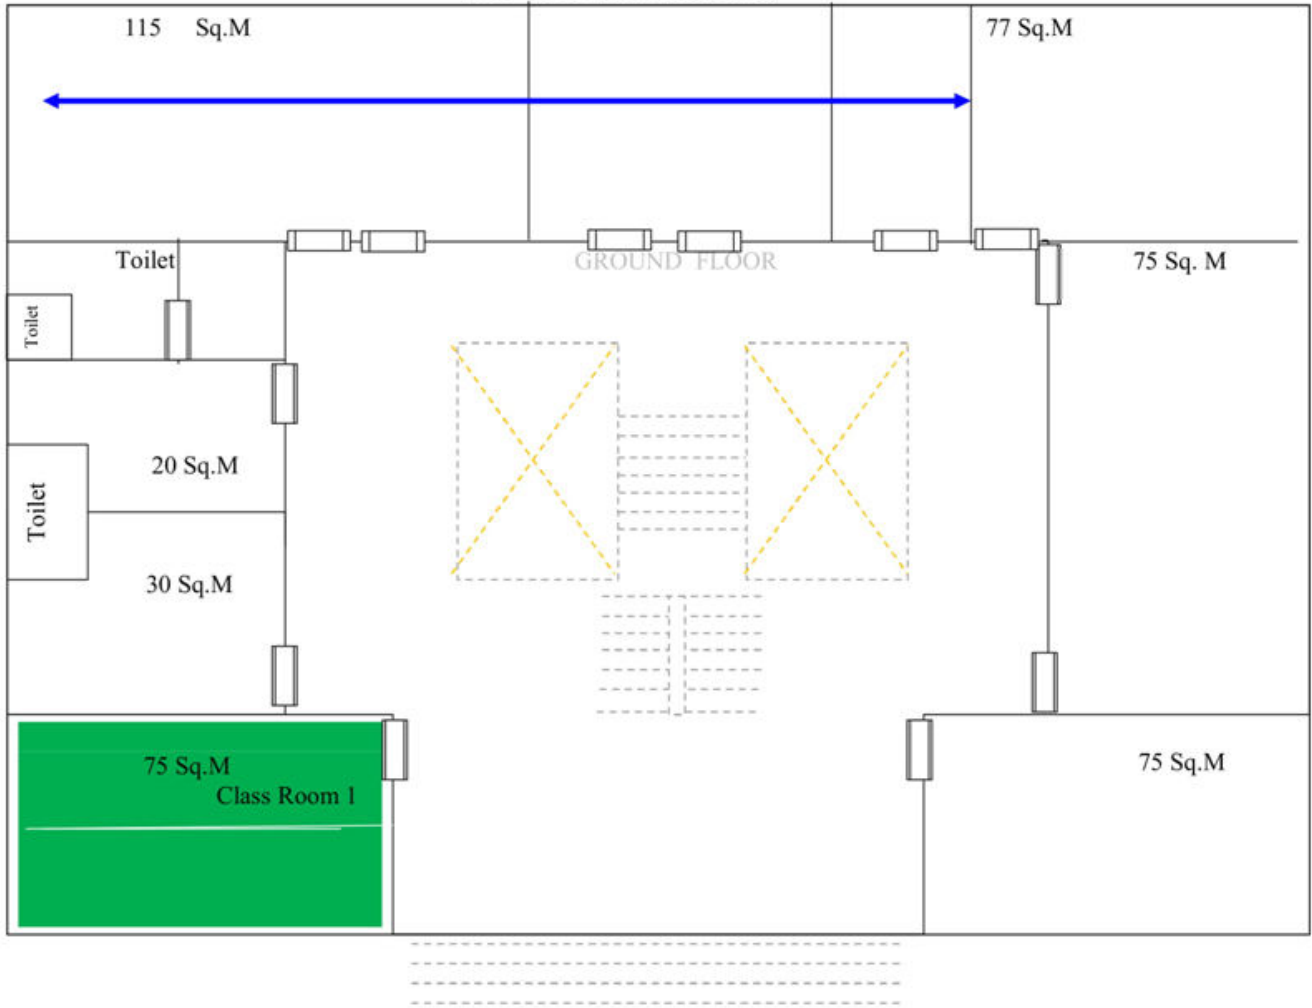 115 Sq.M
77 Sq.M
Toilet
GROUND FLOOR
75 Sq. M
Toilet
20 Sq.M
Toilet
30 Sq.M
75 Sq.M
Class Room 1
75 Sq.M